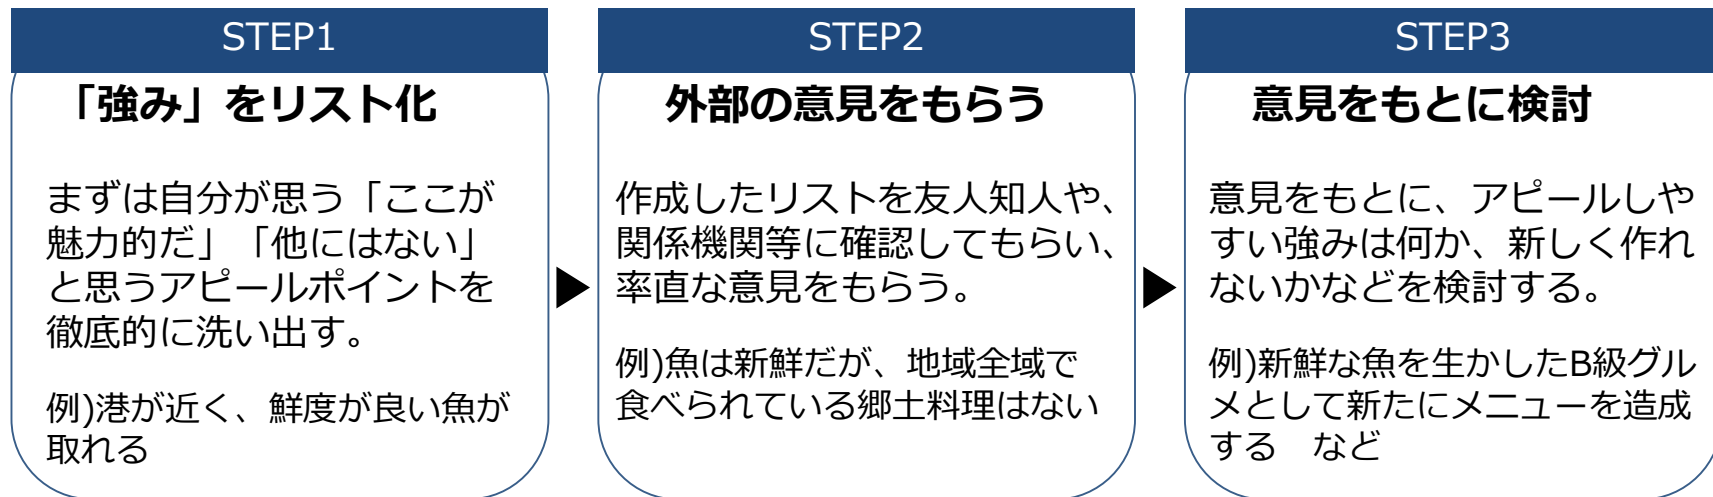 STEP1
「強み」をリスト化
まずは自分が思う「ここが
魅力的だ」「他にはない」
と思うアピールポイントを
徹底的に洗い出す。
例)港が近く、鮮度が良い魚が
取れる
STEP2
外部の意見をもらう
作成したリストを友人知人や、
関係機関等に確認してもらい、
率直な意見をもらう。
例)魚は新鮮だが、地域全域で
食べられている郷土料理はない
STEP3
意見をもとに検討
意見をもとに、アピールしや
すい強みは何か、新しく作れ
ないかなどを検討する。
例)新鮮な魚を生かしたB級グル
メとして新たにメニューを造成
する　など